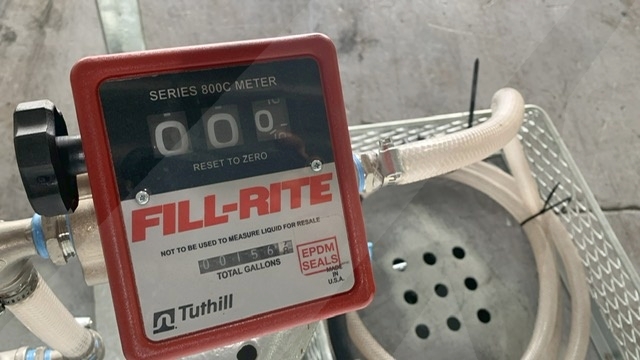 SERIES 800C METER
0 0 0
RESET TO ZERO
FILL-RITE
NOT TO BE USED TO MEASURE LIQUID FOR RESALE
TOTAL GALLONS
EPDM
SEALS
MADE
IN
U.S.A.
Tuthill